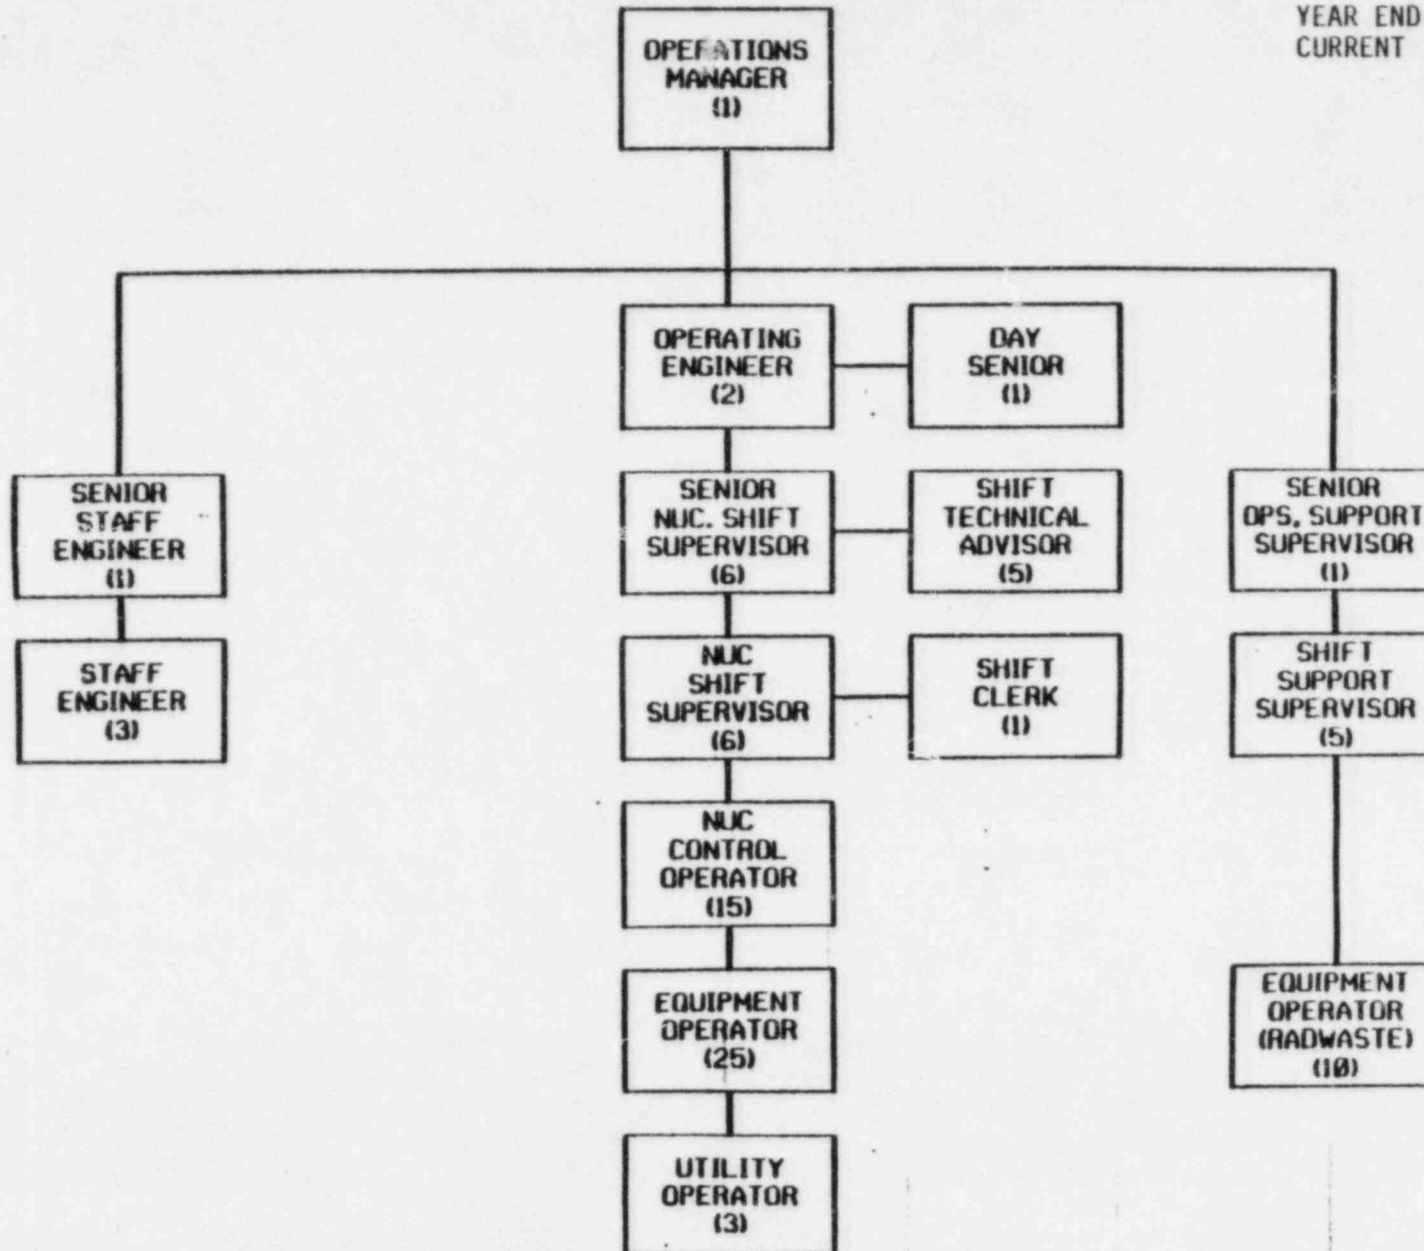 YEAR END
CURRENT
OPERATIONS
MANAGER
(1)
OPERATING
ENGINEER
(2)
DAY
SENIOR
(1)
SENIOR
STAFF
ENGINEER
(1)
SENIOR
NUC. SHIFT
SUPERVISOR
(6)
SHIFT
TECHNICAL
ADVISOR
(5)
SENIOR
OPS. SUPPORT
SUPERVISOR
(1)
STAFF
ENGINEER
(3)
NUC
SHIFT
SUPERVISOR
(6)
SHIFT
CLERK
(1)
SHIFT
SUPPORT
SUPERVISOR
(5)
NUC
CONTROL
OPERATOR
(15)
EQUIPMENT
OPERATOR
(25)
EQUIPMENT
OPERATOR
(RADWASTE)
(10)
UTILITY
OPERATOR
(3)